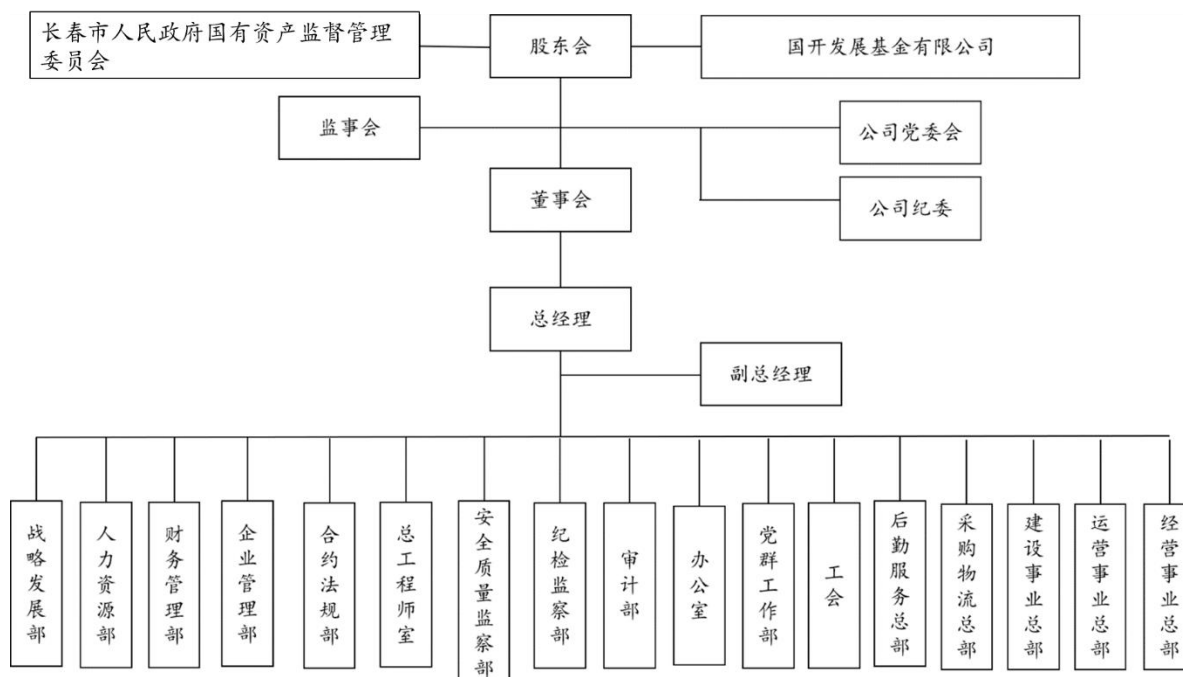 长春市人民政府国有资产监督管理
委员会
股东会
国开发展基金有限公司
监事会
公司党委会
董事会
公司纪委
总经理
副总经理
战略发展部
人力资源部
财务管理部
企业管理部
合约法规部
总工程师室
安全质量监察部
纪检监察部
审计部
办公室
党群工作部
工会
后勤服务总部
采购物流总部
建设事业总部
运营事业总部
经营事业总部